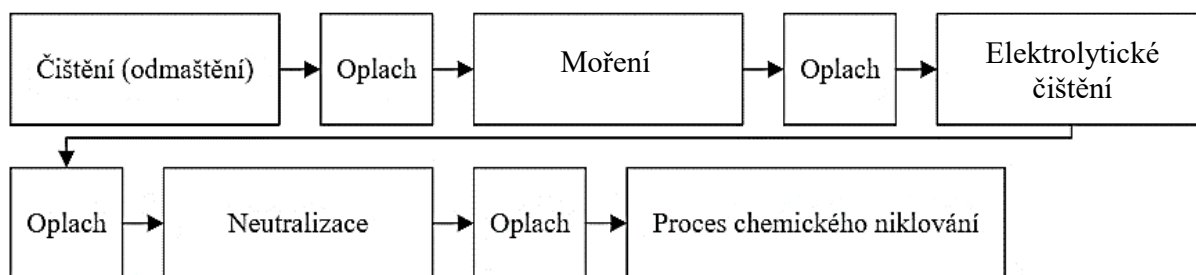 Čištění (odmaštění)
Oplach
Moření
Oplach
Elektrolytické
čištění
Oplach
Neutralizace
Oplach
Proces chemického niklování